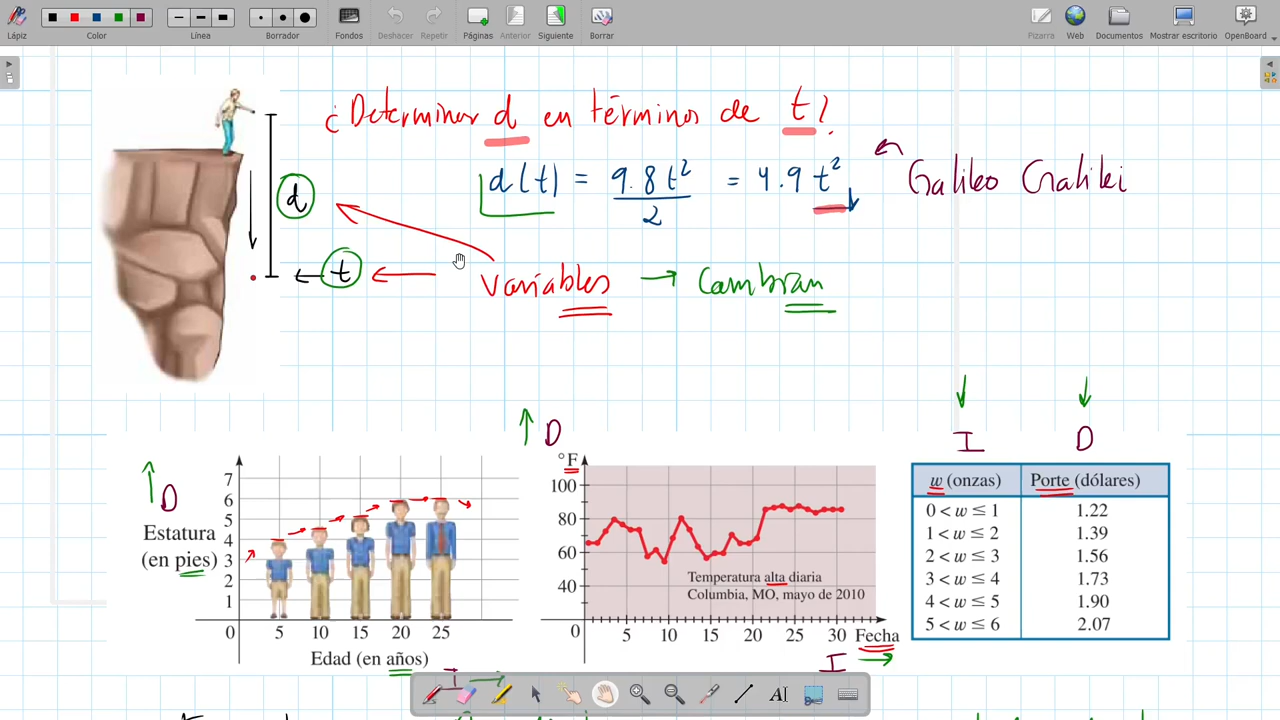 Lápiz Color Línea Borrador Fondos Deshacer Repetir Páginas Anterior Siguiente Borrar Pizarra Web Documentos Mostrar escritorio OpenBoard
¿Determinar d en términos de t?
d(t) = 9.8t² / 2 = 4.9 t²
Galileo Galilei
d
t
variables → Cambian
D
Estatura
(en pies)
7
6
5
4
3
2
1
0 5 10 15 20 25
Edad (en años)
I
D
°F
100
80
60
40
0 5 10 15 20 25 30 Fecha
Temperatura alta diaria
Columbia, MO, mayo de 2010
I
I D
w (onzas) Porte (dólares)
0 < w ≤ 1 1.22
1 < w ≤ 2 1.39
2 < w ≤ 3 1.56
3 < w ≤ 4 1.73
4 < w ≤ 5 1.90
5 < w ≤ 6 2.07